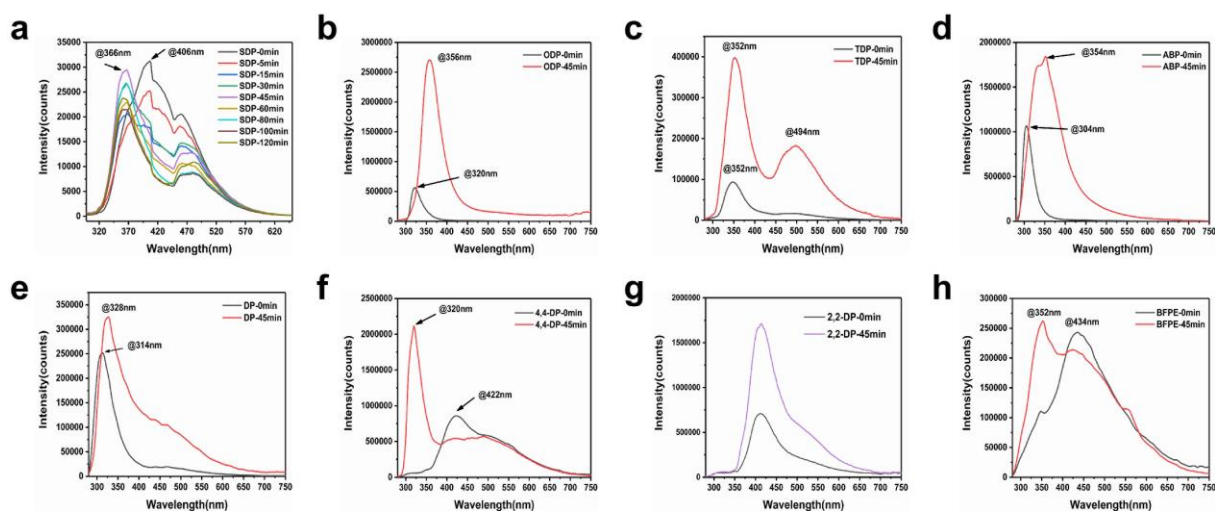 a
35000
30000
25000
20000
15000
10000
5000
0
@366nm
@406nm
SDP-0min
SDP-5min
SDP-15min
SDP-30min
SDP-45min
SDP-60min
SDP-80min
SDP-100min
SDP-120min
320 370 420 470 520 570 620
Wavelength(nm)
Intensity(counts)
b
3000000
2500000
2000000
1500000
1000000
500000
0
@356nm
@320nm
ODP-0min
ODP-45min
300 350 400 450 500 550 600 650 700 750
Wavelength(nm)
Intensity(counts)
c
400000
300000
200000
100000
0
@352nm
@494nm
@352nm
TDP-0min
TDP-45min
300 350 400 450 500 550 600 650 700 750
Wavelength(nm)
Intensity(counts)
d
2000000
1500000
1000000
500000
0
@354nm
@304nm
ABP-0min
ABP-45min
300 350 400 450 500 550 600 650 700 750
Wavelength(nm)
Intensity(counts)
e
350000
300000
250000
200000
150000
100000
50000
0
@328nm
@314nm
DP-0min
DP-45min
300 350 400 450 500 550 600 650 700 750
Wavelength(nm)
Intensity(counts)
f
2500000
2000000
1500000
1000000
500000
0
@320nm
@422nm
4,4-DP-0min
4,4-DP-45min
300 350 400 450 500 550 600 650 700 750
Wavelength(nm)
Intensity(counts)
g
2000000
1500000
1000000
500000
0
2,2-DP-0min
2,2-DP-45min
300 350 400 450 500 550 600 650 700 750
Wavelength(nm)
Intensity(counts)
h
300000
250000
200000
150000
100000
50000
0
@352nm
@434nm
BFPE-0min
BFPE-45min
300 350 400 450 500 550 600 650 700 750
Wavelength(nm)
Intensity(counts)